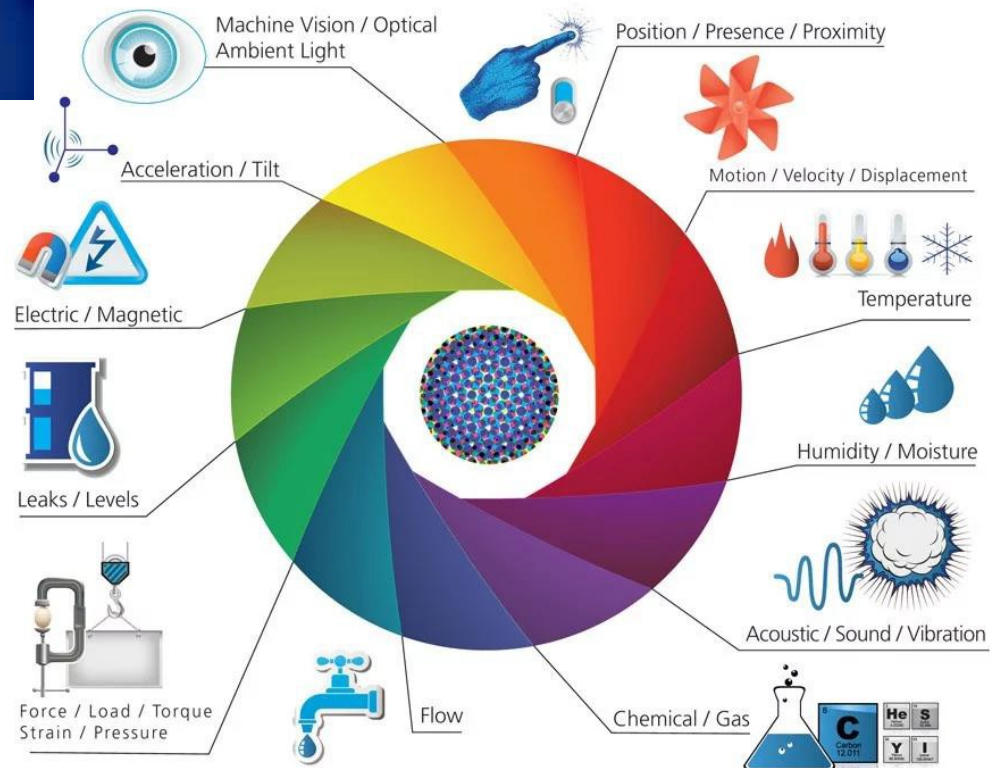 Machine Vision / Optical
Ambient Light
Position / Presence / Proximity
Acceleration / Tilt
Motion / Velocity / Displacement
Electric / Magnetic
Temperature
Humidity / Moisture
Leaks / Levels
Acoustic / Sound / Vibration
Force / Load / Torque
Strain / Pressure
Flow
Chemical / Gas
C
Carbon
12.011
He
S
Y
I